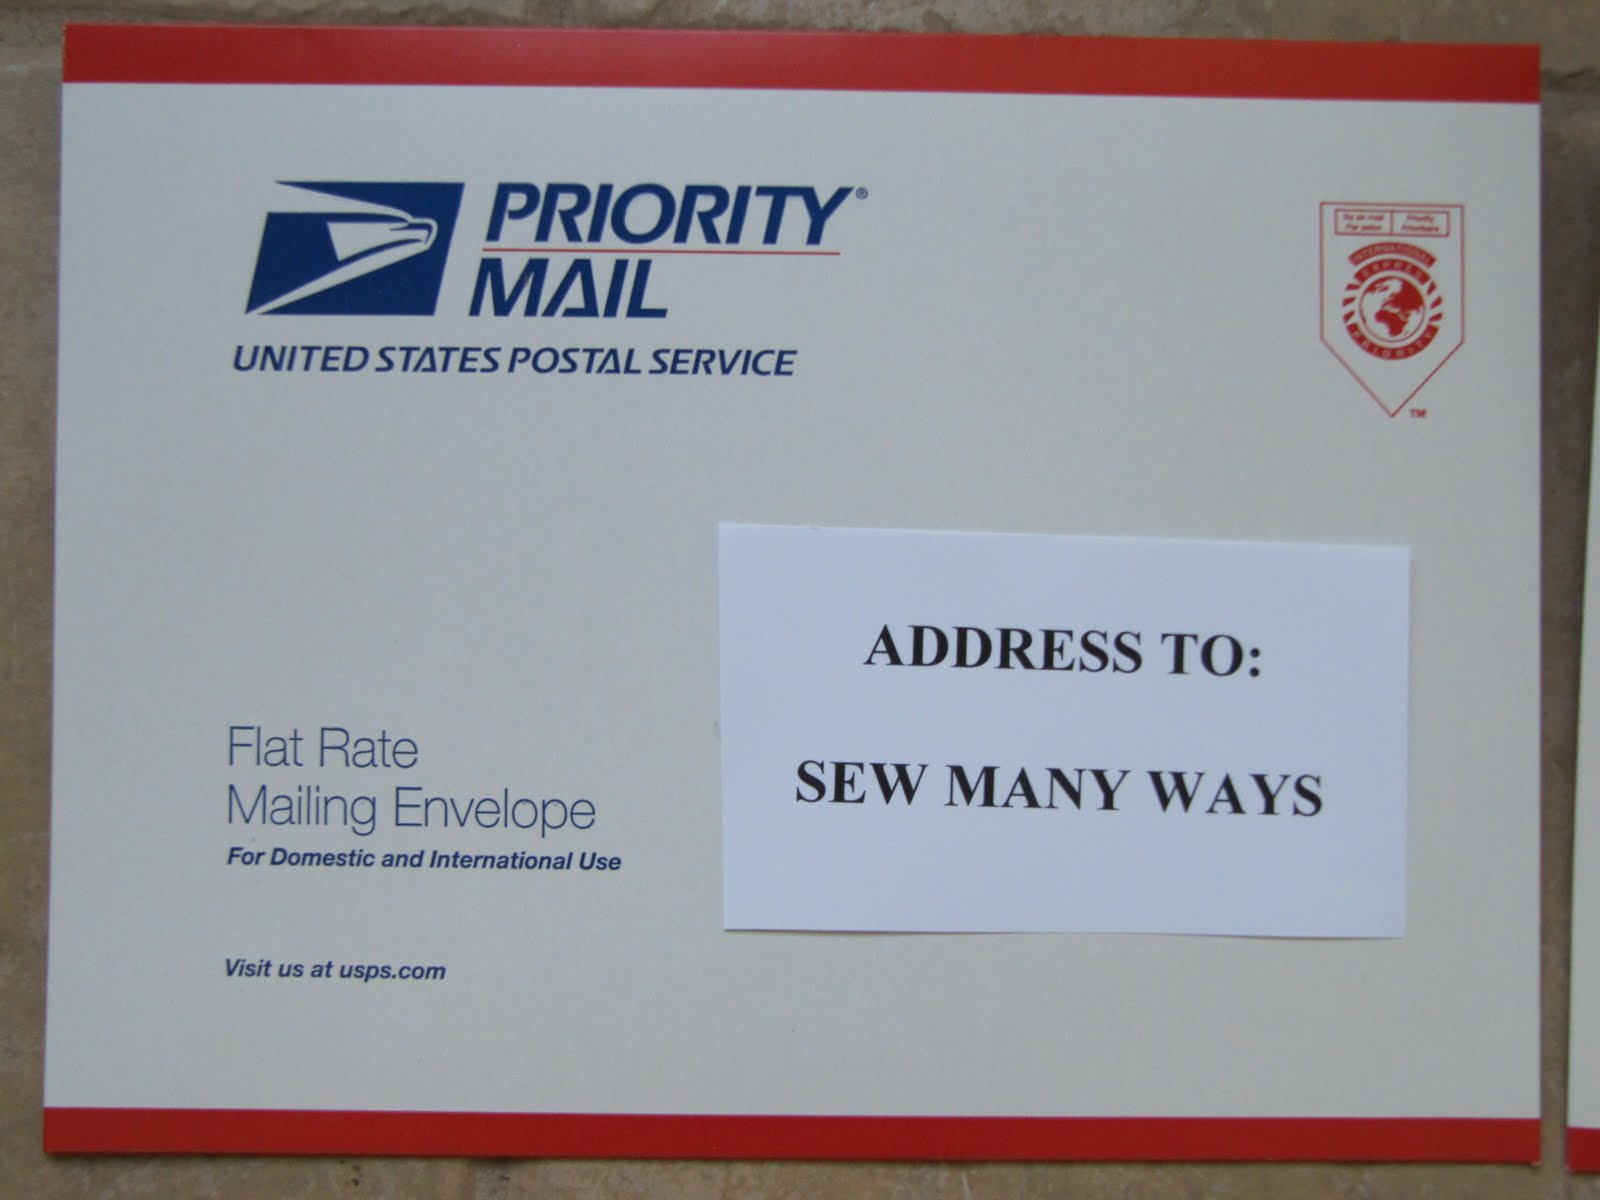 PRIORITY®
MAIL
UNITED STATES POSTAL SERVICE
By air mail
Par avion
Priority
Prioritaire
INTERNATIONAL
EXPRESS
PRIORITY
TM
ADDRESS TO:
SEW MANY WAYS
Flat Rate
Mailing Envelope
For Domestic and International Use
Visit us at usps.com